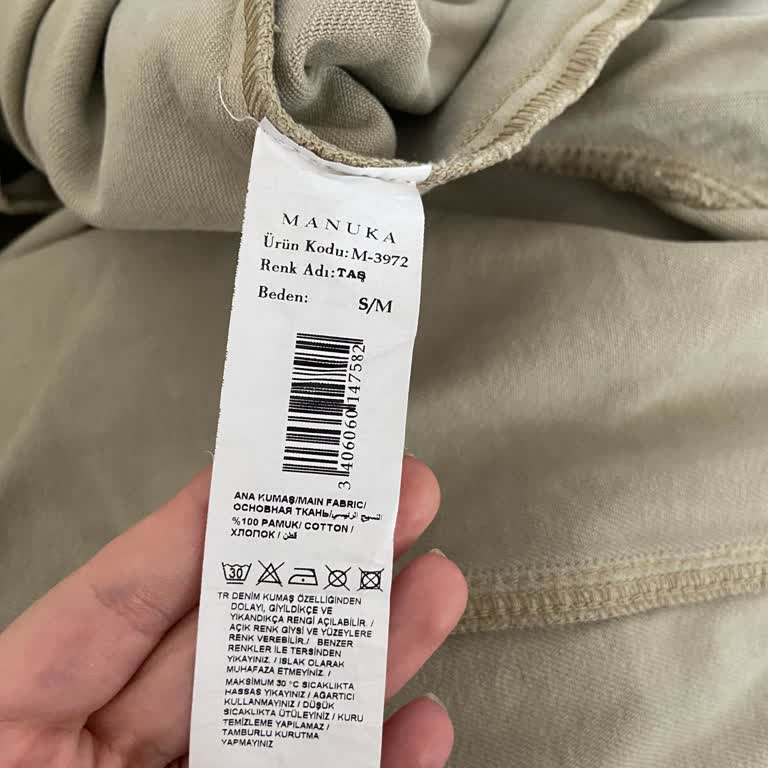 MANUKA
Ürün Kodu: M-3972
Renk Adı: TAŞ
Beden: S/M
3 406060 147582
ANA KUMAŞ/MAIN FABRIC/
ОСНОВНАЯ ТКАНЬ/النسيج الرئيسي
%100 PAMUK/ COTTON /
ХЛОПОК / قطن
30
TR DENİM KUMAŞ ÖZELLİĞİNDEN
DOLAYI, GİYİLDİKÇE VE
YIKANDIKÇA RENGİ AÇILABİLİR. /
AÇIK RENK GİYSİ VE YÜZEYLERE
RENK VEREBİLİR./ BENZER
RENKLER İLE TERSİNDEN
YIKAYINIZ. / ISLAK OLARAK
MUHAFAZA ETMEYİNİZ. /
MAKSİMUM 30 °C SICAKLIKTA
HASSAS YIKAYINIZ / AĞARTICI
KULLANMAYINIZ / DÜŞÜK
SICAKLIKTA ÜTÜLEYİNİZ / KURU
TEMİZLEME YAPILAMAZ /
TAMBURLU KURUTMA
YAPMAYINIZ